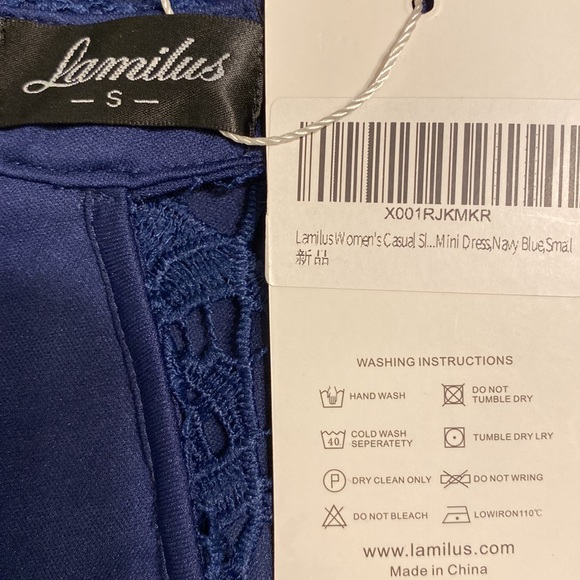 Lamilus
— S —
X001RJKMKR
Lamilus Women's Casual Sl...Mini Dress,Navy Blue,Small
新品
WASHING INSTRUCTIONS
HAND WASH
DO NOT TUMBLE DRY
40
COLD WASH SEPERATETY
TUMBLE DRY LRY
P
DRY CLEAN ONLY
DO NOT WRING
DO NOT BLEACH
LOWIRON110℃
www.lamilus.com
Made in China